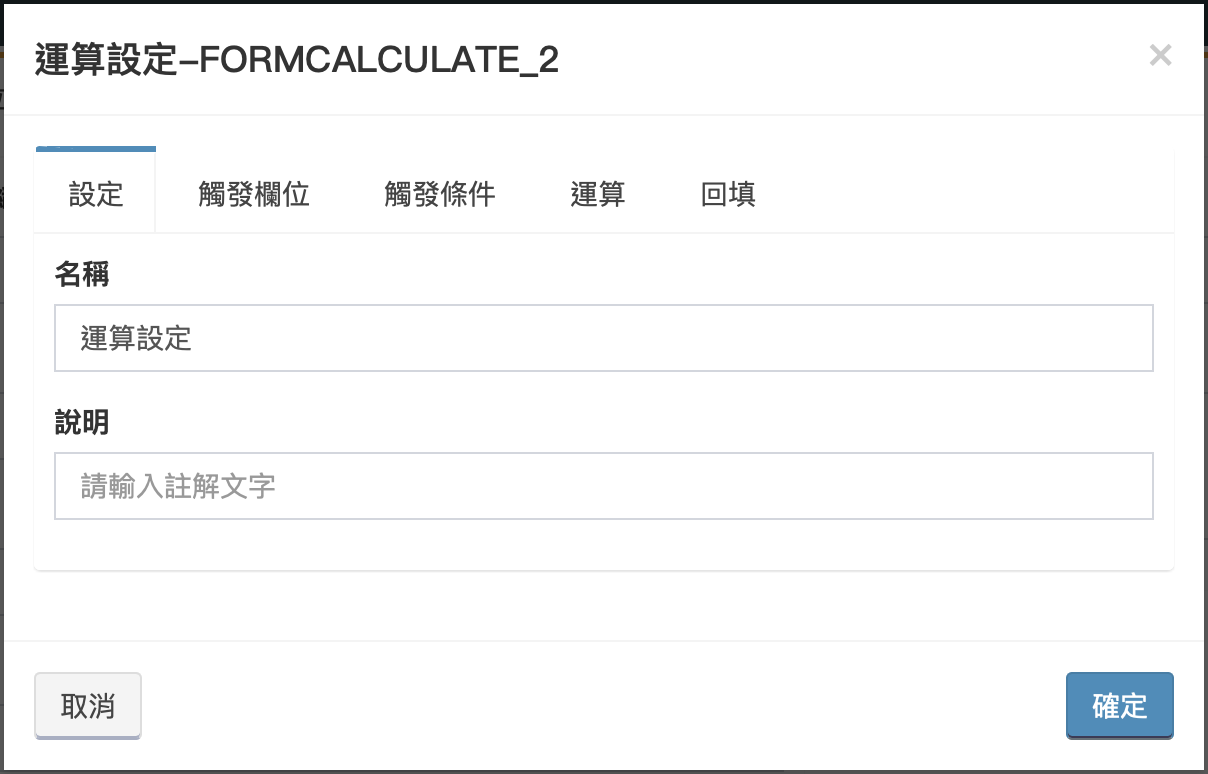 運算設定-FORMCALCULATE_2
×
設定 觸發欄位 觸發條件 運算 回填
名稱
運算設定
說明
請輸入註解文字
取消 確定